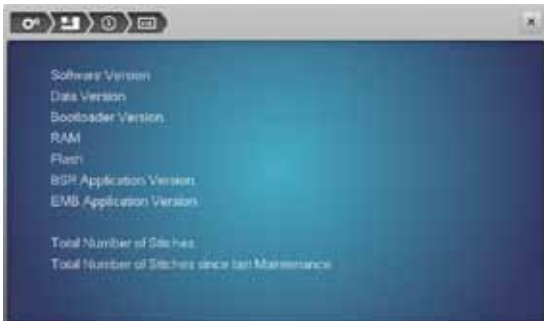 Software Version
Data Version
Bootloader Version
RAM
Flash
BSR Application Version
EMB Application Version
Total Number of Stitches
Total Number of Stitches since last Maintenance